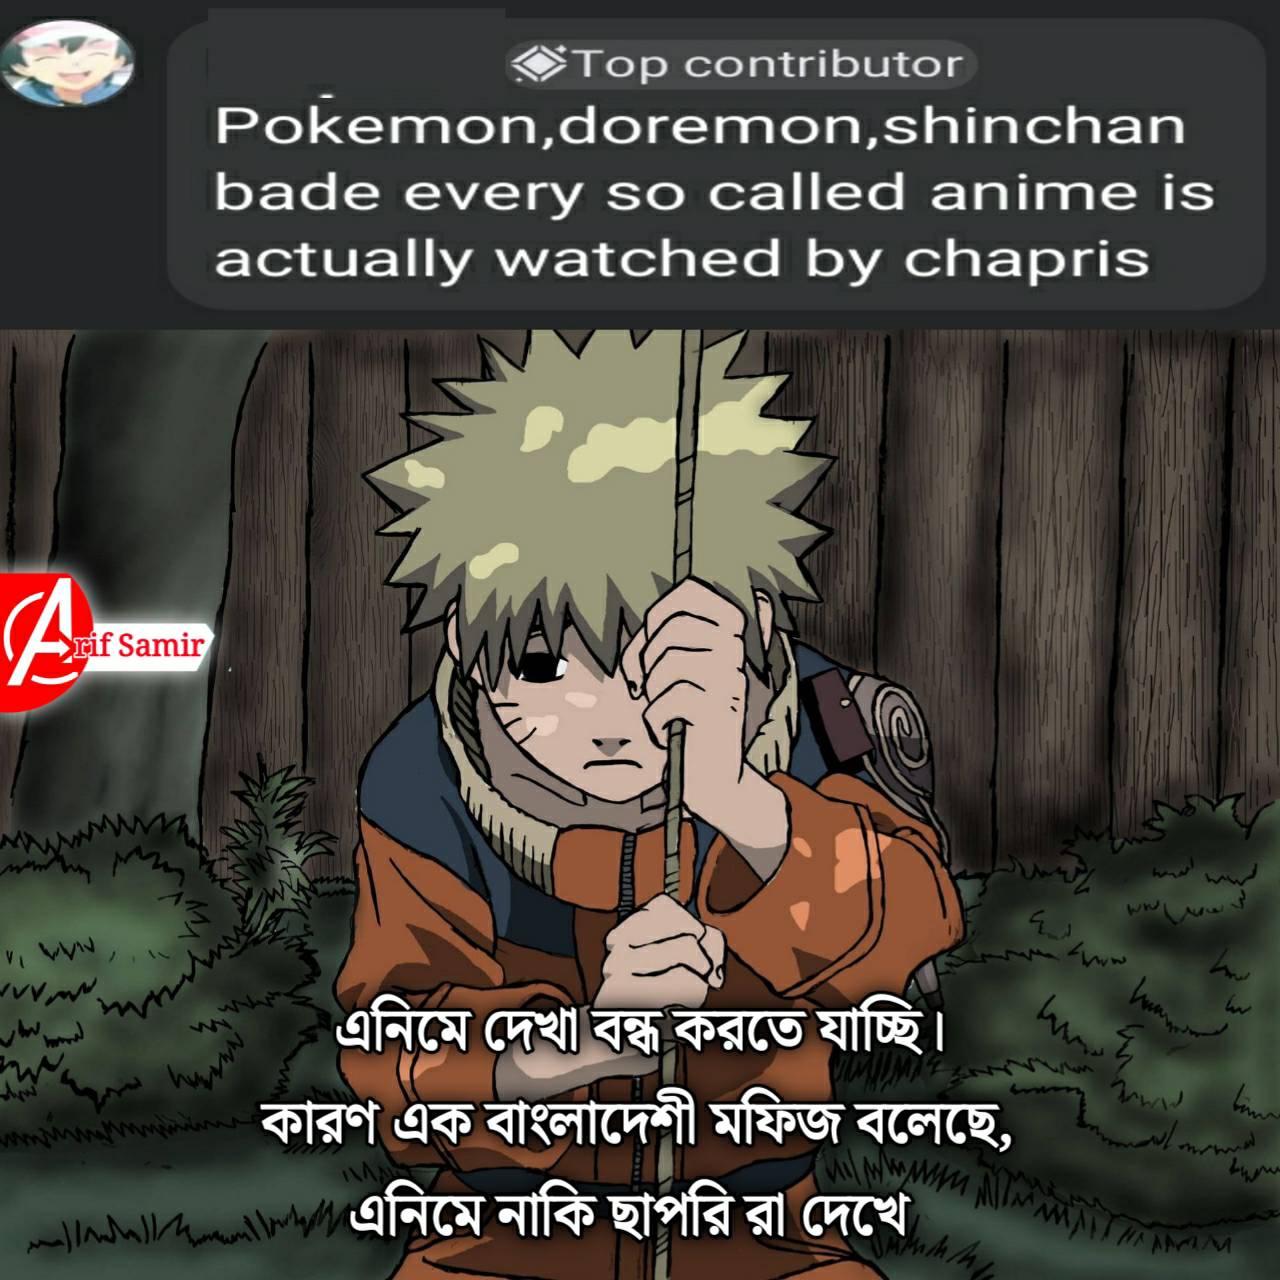 Top contributor
Pokemon,doremon,shinchan
bade every so called anime is
actually watched by chapris
Arif Samir
এনিমে দেখা বন্ধ করতে যাচ্ছি।
কারণ এক বাংলাদেশী মফিজ বলেছে,
এনিমে নাকি ছাপরি রা দেখে